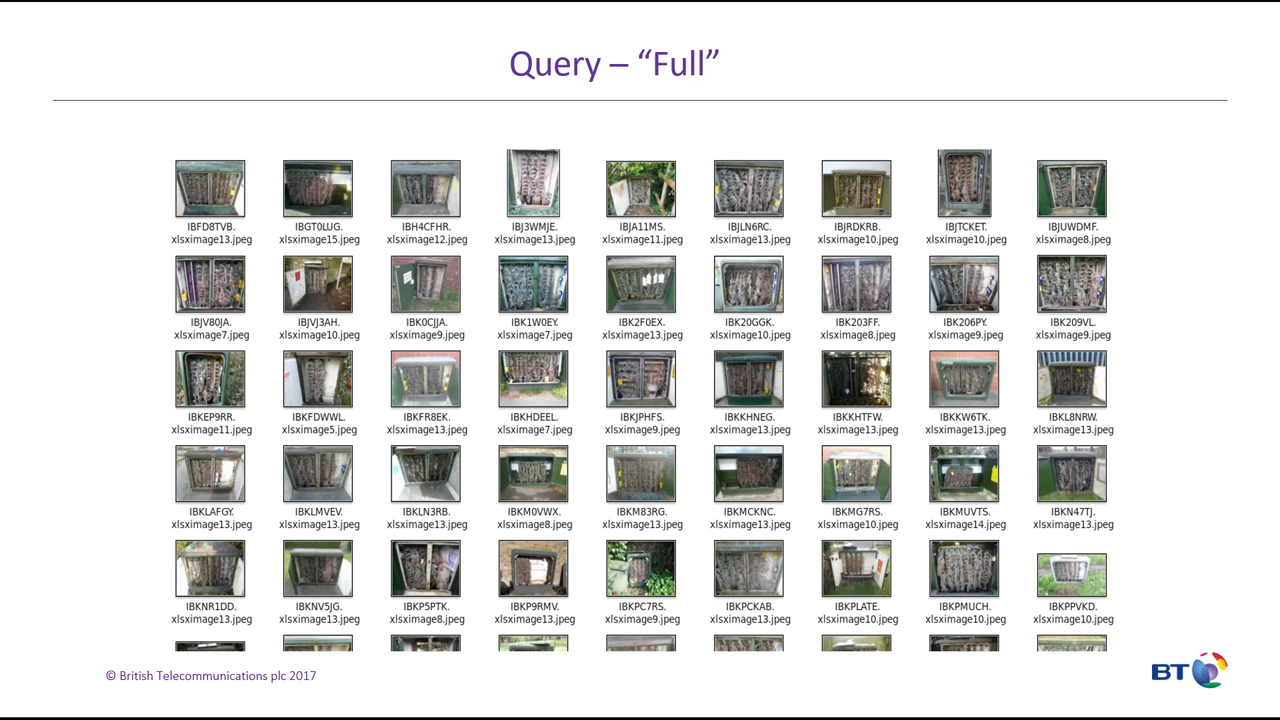 Query – “Full”
IBFD8TVB. IBGT0LUG. IBH4CFHR. IBJ3WMJE. IBJA11MS. IBJLN6RC. IBJRDKRB. IBJTCKET. IBJUWDMF.
xlsximage13.jpeg xlsximage15.jpeg xlsximage12.jpeg xlsximage13.jpeg xlsximage11.jpeg xlsximage13.jpeg xlsximage10.jpeg xlsximage10.jpeg xlsximage8.jpeg
IBJV80JA. IBJVJ3AH. IBK0CJJA. IBK1W0EY. IBK2F0EX. IBK20GGK. IBK203FF. IBK206PY. IBK209VL.
xlsximage7.jpeg xlsximage10.jpeg xlsximage9.jpeg xlsximage7.jpeg xlsximage13.jpeg xlsximage10.jpeg xlsximage8.jpeg xlsximage9.jpeg xlsximage9.jpeg
IBKEP9RR. IBKFDWWL. IBKFR8EK. IBKHDEEL. IBKJPHFS. IBKKHNEG. IBKKHTFW. IBKKW6TK. IBKL8NRW.
xlsximage11.jpeg xlsximage5.jpeg xlsximage13.jpeg xlsximage7.jpeg xlsximage9.jpeg xlsximage13.jpeg xlsximage13.jpeg xlsximage13.jpeg xlsximage13.jpeg
IBKLAFGY. IBKLMVEV. IBKLN3RB. IBKM0VWX. IBKM83RG. IBKMCKNC. IBKMG7RS. IBKMUVTS. IBKN47TJ.
xlsximage13.jpeg xlsximage13.jpeg xlsximage13.jpeg xlsximage8.jpeg xlsximage13.jpeg xlsximage13.jpeg xlsximage10.jpeg xlsximage14.jpeg xlsximage13.jpeg
IBKNR1DD. IBKNV5JG. IBKP5PTK. IBKP9RMV. IBKPC7RS. IBKPCKAB. IBKPLATE. IBKPMUCH. IBKPPVKD.
xlsximage13.jpeg xlsximage13.jpeg xlsximage8.jpeg xlsximage13.jpeg xlsximage9.jpeg xlsximage13.jpeg xlsximage10.jpeg xlsximage10.jpeg xlsximage10.jpeg
© British Telecommunications plc 2017
BT